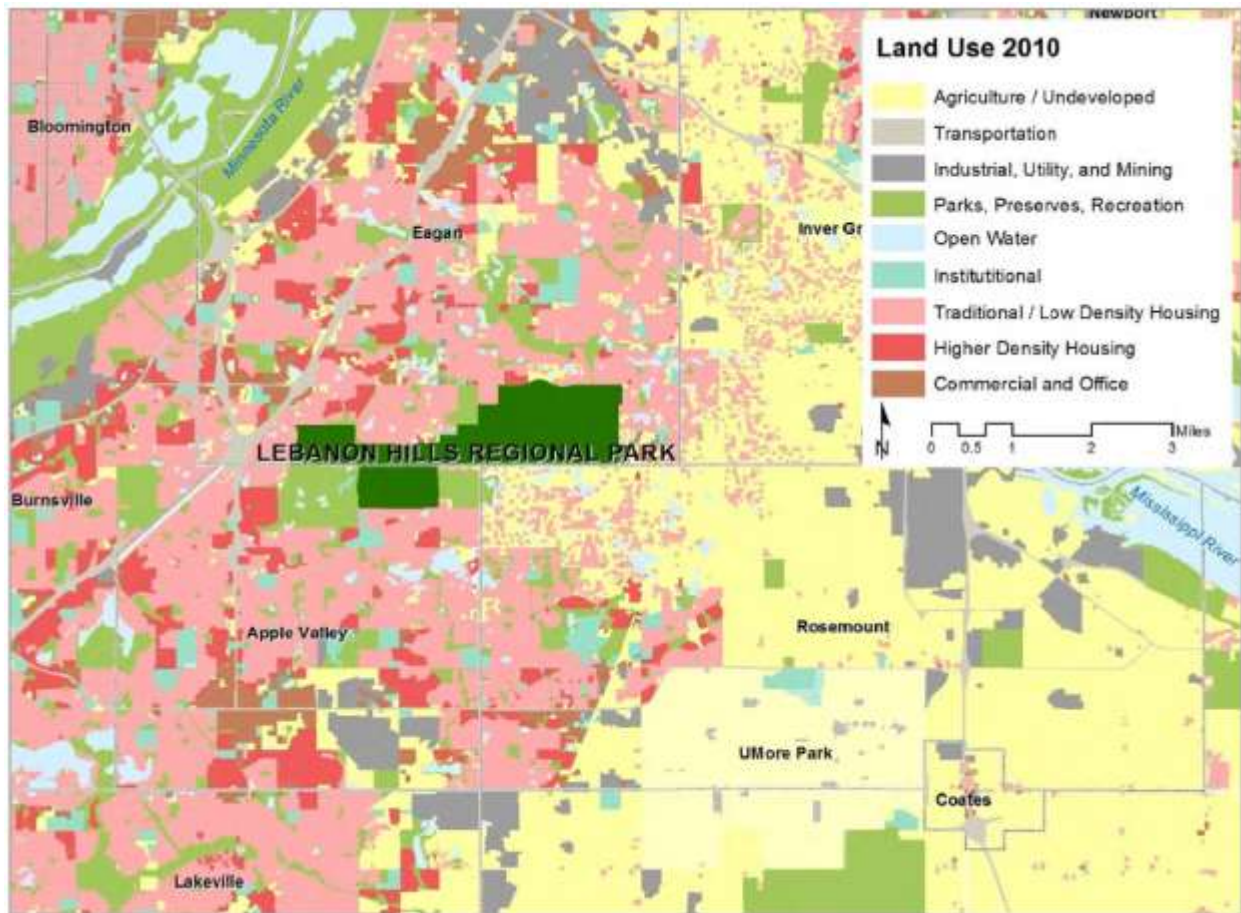 Newport
Land Use 2010
Agriculture / Undeveloped
Transportation
Industrial, Utility, and Mining
Parks, Preserves, Recreation
Open Water
Institutitional
Traditional / Low Density Housing
Higher Density Housing
Commercial and Office
N
0 0.5 1 2 3
Miles
Bloomington
Minnesota River
Eagan
Inver Gr
LEBANON HILLS REGIONAL PARK
Burnsville
Mississippi River
Apple Valley
Rosemount
UMore Park
Coates
Lakeville